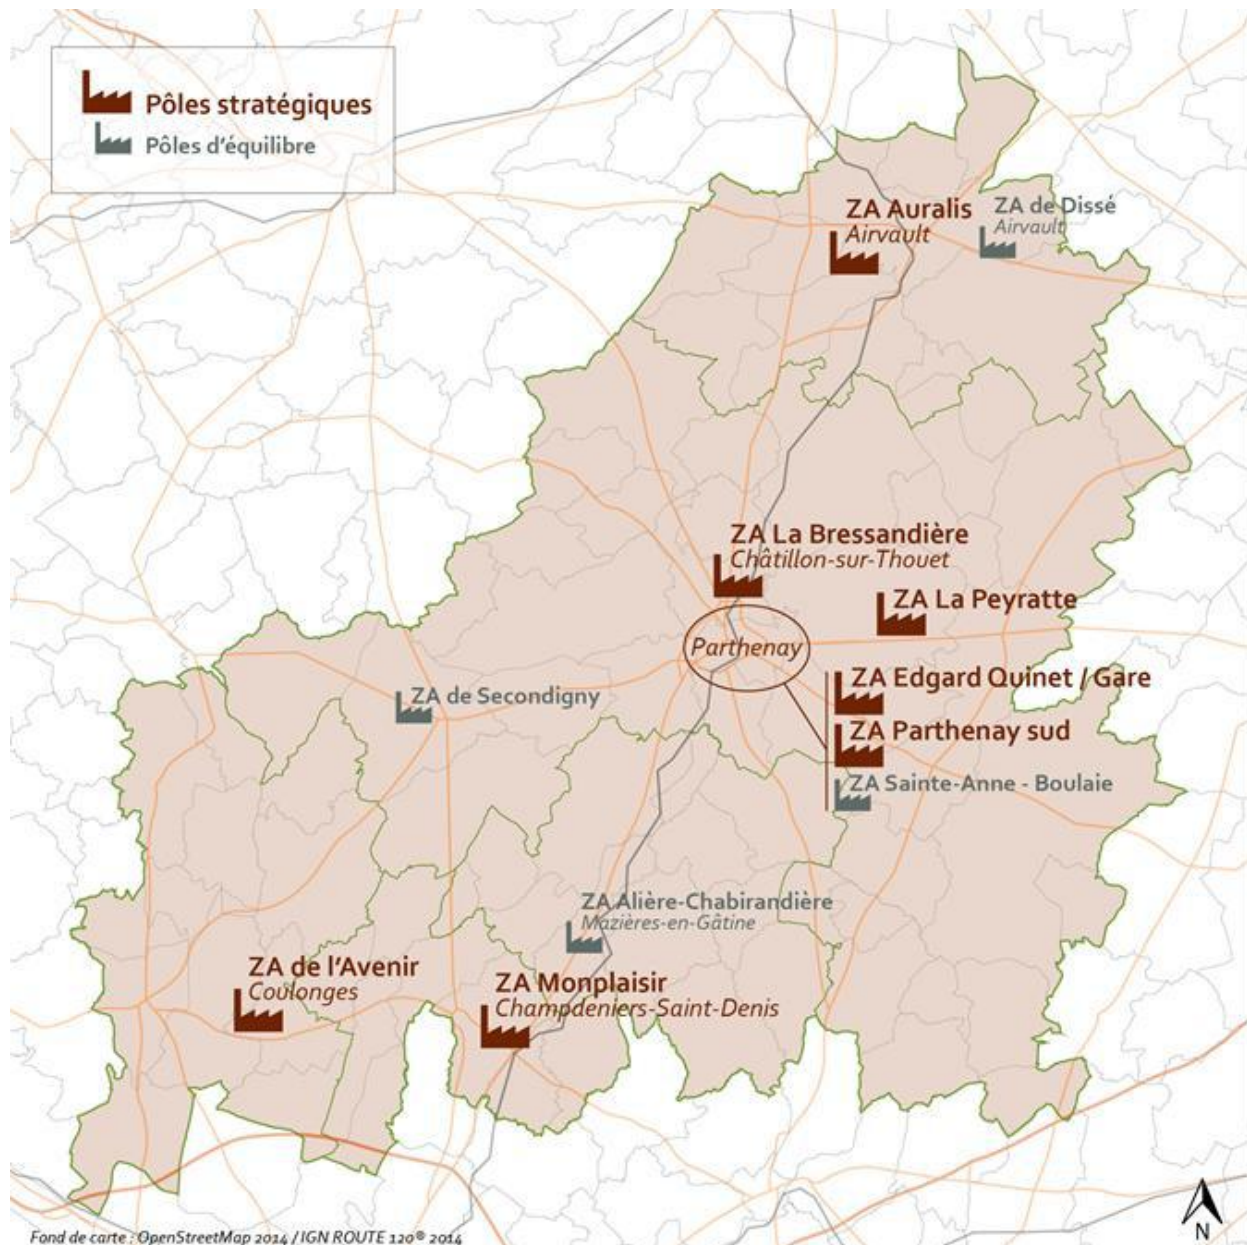 Pôles stratégiques
Pôles d'équilibre
ZA Auralis
Airvault
ZA de Dissé
Airvault
ZA La Bressandière
Châtillon-sur-Thouet
ZA La Peyratte
Parthenay
ZA Edgard Quinet / Gare
ZA Parthenay sud
ZA Sainte-Anne - Boulaie
ZA de Secondigny
ZA Alière-Chabirandière
Mazières-en-Gâtine
ZA de l'Avenir
Coulonges
ZA Monplaisir
Champdeniers-Saint-Denis
N
Fond de carte : OpenStreetMap 2014 / IGN ROUTE 120® 2014